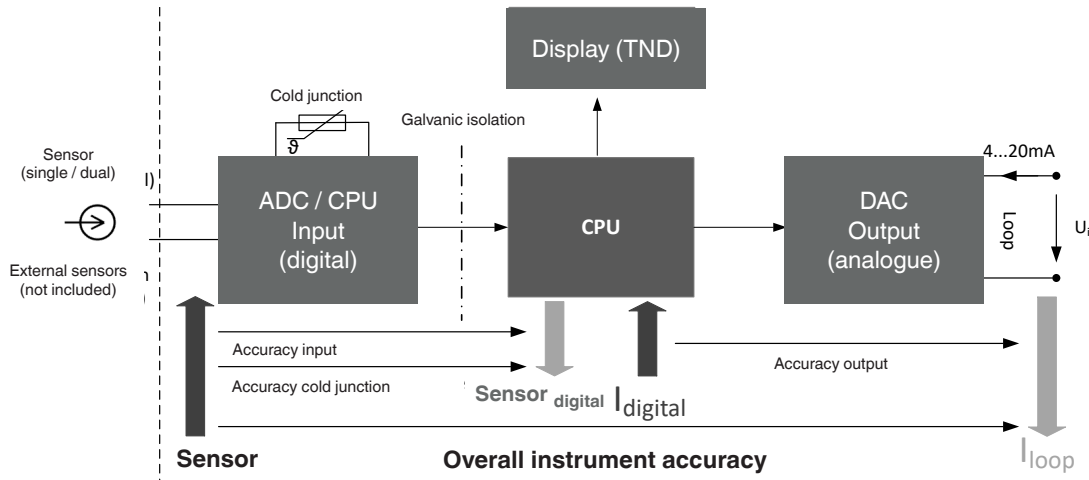 Display (TND)
Cold junction
ϑ
Galvanic isolation
Sensor
(single / dual)
l)
ADC / CPU
Input
(digital)
CPU
DAC
Output
(analogue)
4...20mA
Loop
Ui
External sensors
(not included)
)
Accuracy input
Accuracy cold junction
Accuracy output
Sensor digital
Idigital
Sensor
Overall instrument accuracy
Iloop